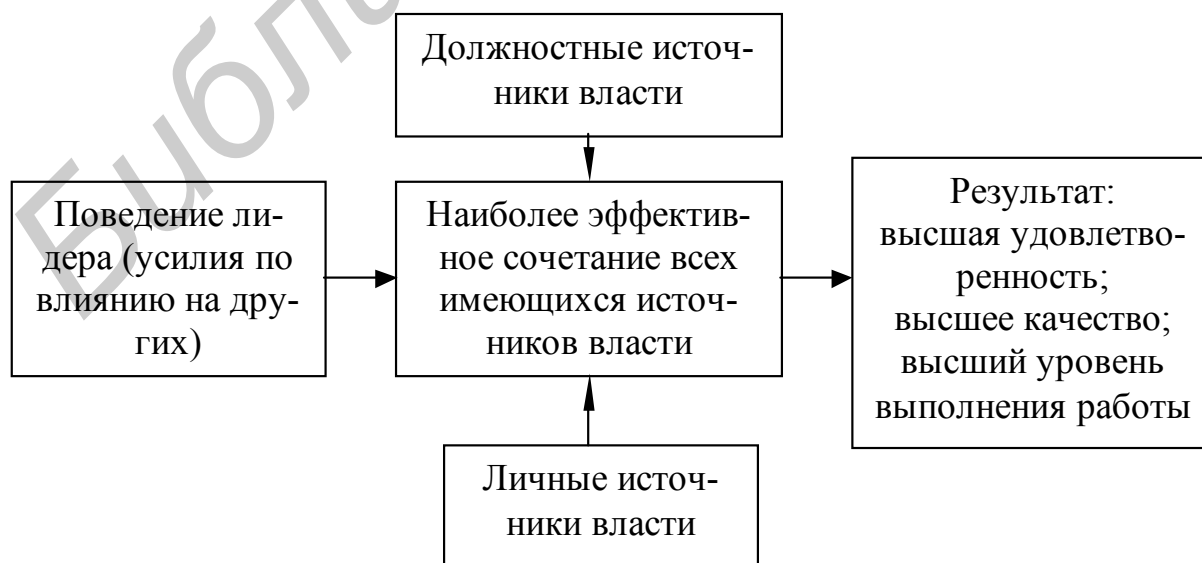 Должностные источ-
ники власти
Поведение ли-
дера (усилия по
влиянию на дру-
гих)
Наиболее эффектив-
ное сочетание всех
имеющихся источ-
ников власти
Результат:
высшая удовлетво-
ренность;
высшее качество;
высший уровень
выполнения работы
Личные источ-
ники власти